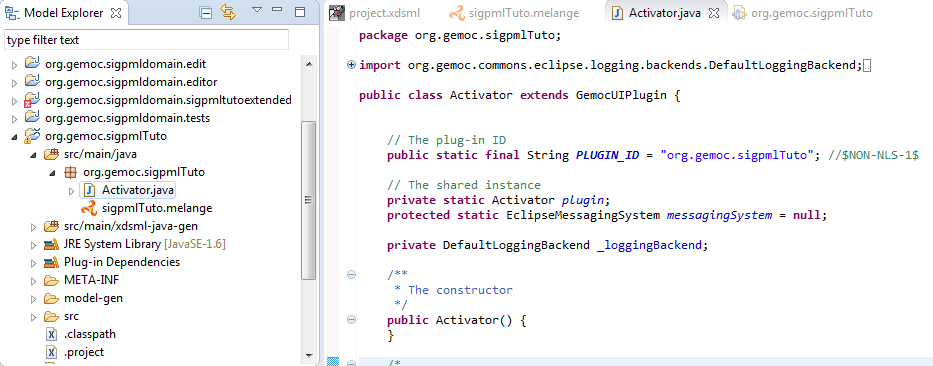 Model Explorer
type filter text
org.gemoc.sigpmldomain.edit
org.gemoc.sigpmldomain.editor
org.gemoc.sigpmldomain.sigpmltutoextended
org.gemoc.sigpmldomain.tests
org.gemoc.sigpmlTuto
src/main/java
org.gemoc.sigpmlTuto
Activator.java
sigpmlTuto.melange
src/main/xdsml-java-gen
JRE System Library [JavaSE-1.6]
Plug-in Dependencies
META-INF
model-gen
src
.classpath
.project
project.xdsml
sigpmlTuto.melange
Activator.java
org.gemoc.sigpmlTuto
package org.gemoc.sigpmlTuto;
import org.gemoc.commons.eclipse.logging.backends.DefaultLoggingBackend;
public class Activator extends GemocUIPlugin {
// The plug-in ID
public static final String PLUGIN_ID = "org.gemoc.sigpmlTuto"; //$NON-NLS-1$
// The shared instance
private static Activator plugin;
protected static EclipseMessagingSystem messagingSystem = null;
private DefaultLoggingBackend _loggingBackend;
/**
* The constructor
*/
public Activator() {
}
/*